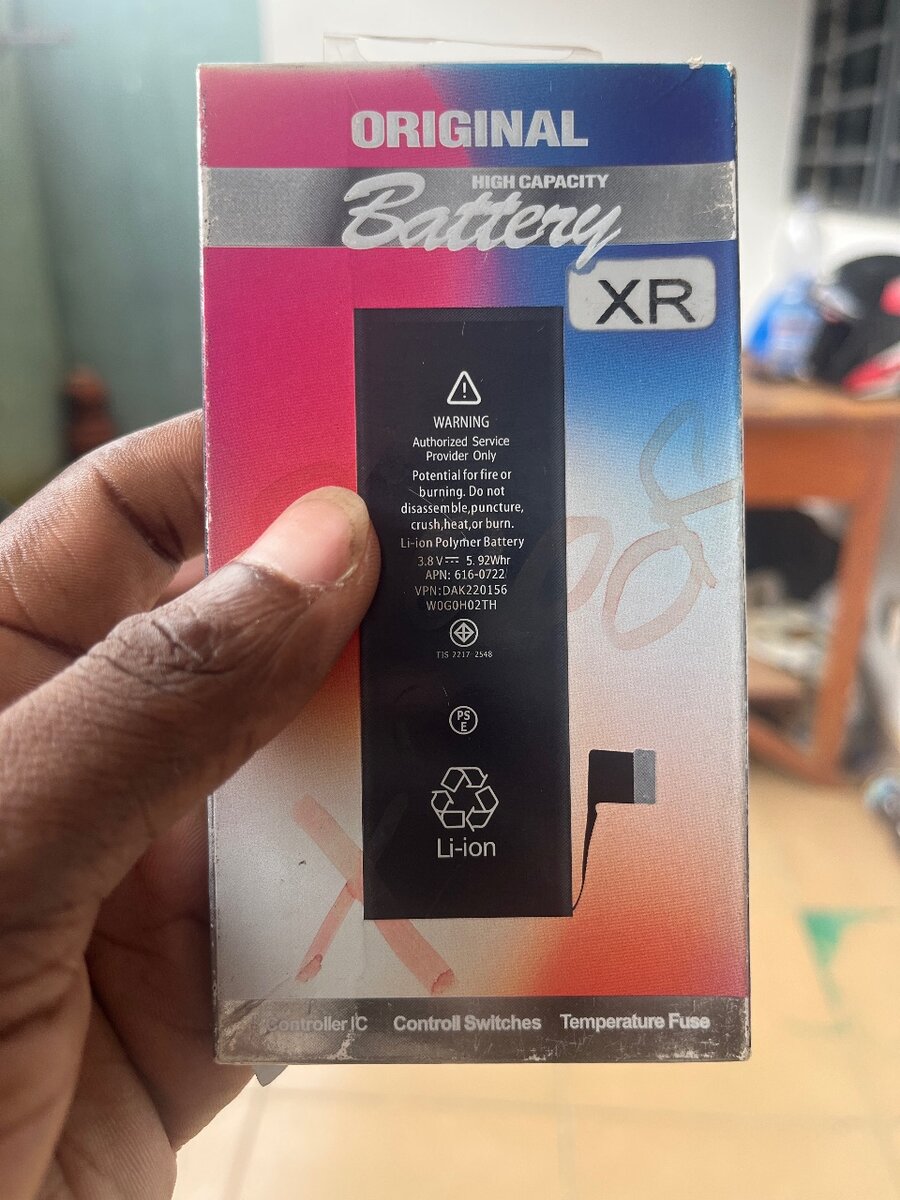 ORIGINAL
HIGH CAPACITY
Battery
XR
WARNING
Authorized Service
Provider Only
Potential for fire or
burning. Do not
disassemble,puncture,
crush,heat,or burn.
Li-ion Polymer Battery
3.8 V⎓ 5. 92Whr
APN: 616-0722
VPN:DAK220156
W0G0H02TH
TIS 2217-2548
PS
E
Li-ion
Controller IC Controll Switches Temperature Fuse